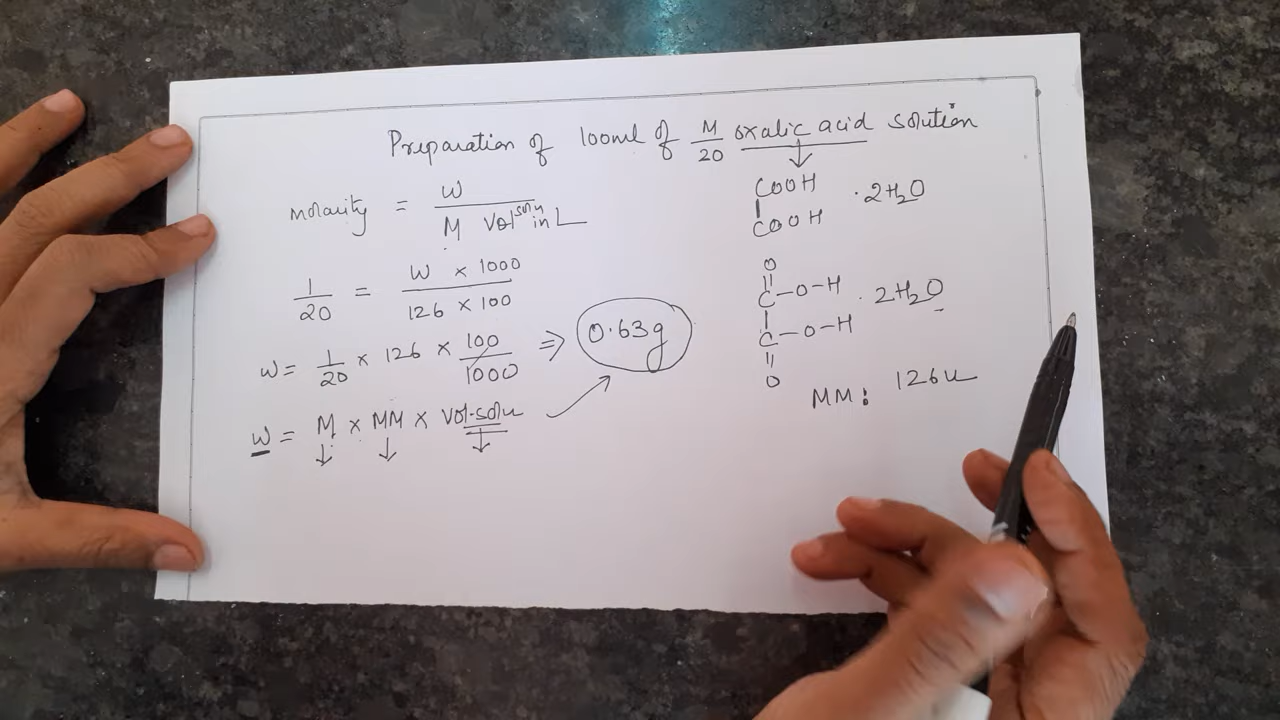 Preparation of 100ml of M/20 oxalic acid solution
molarity = W / M Vol soln in L
1/20 = W × 1000 / 126 × 100
w = 1/20 × 126 × 100/1000 ⇒ 0.63g
w = M × MM × Vol.soln
COOH
COOH
· 2H₂O
O
C–O–H
C–O–H
O
· 2H₂O
MM: 126u